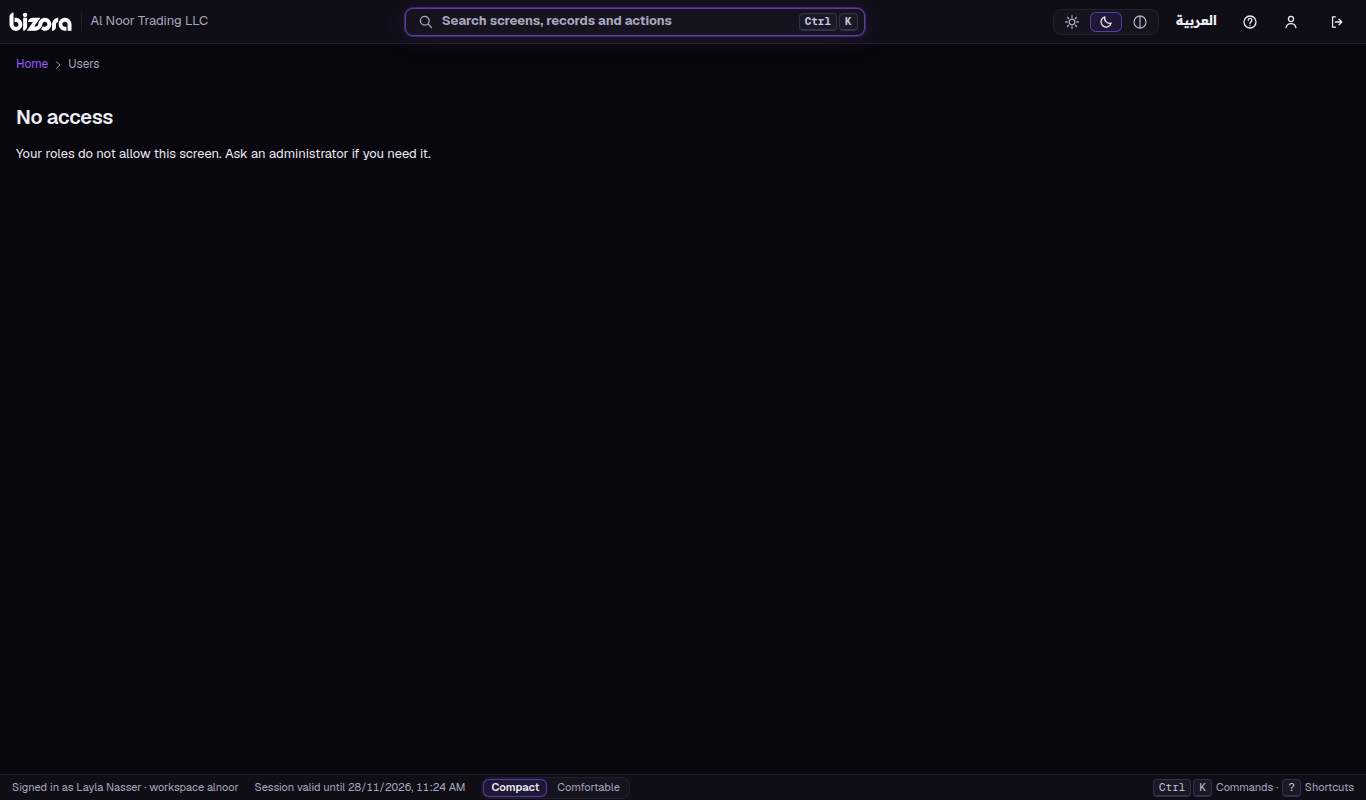 bizora
Al Noor Trading LLC
Search screens, records and actions
Ctrl K
العربية
Home > Users
No access
Your roles do not allow this screen. Ask an administrator if you need it.
Signed in as Layla Nasser · workspace alnoor
Session valid until 28/11/2026, 11:24 AM
Compact
Comfortable
Ctrl K Commands · ? Shortcuts